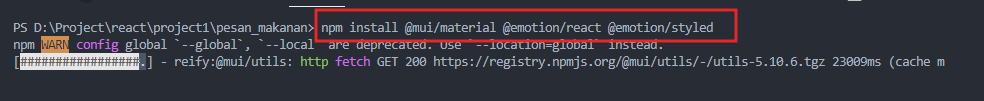 PS D:\Project\react\project1\pesan_makanan> npm install @mui/material @emotion/react @emotion/styled
npm WARN config global `--global`, `--local` are deprecated. Use `--location=global` instead.
[#################.] - reify:@mui/utils: http fetch GET 200 https://registry.npmjs.org/@mui/utils/-/utils-5.10.6.tgz 23009ms (cache m